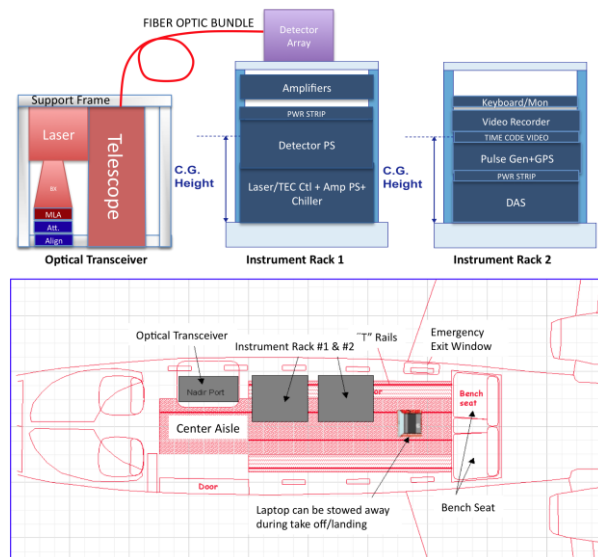 FIBER OPTIC BUNDLE
Detector
Array
Support Frame
Laser
Telescope
ex
MLA
Att.
Align
Optical Transceiver
Amplifiers
PWR STRIP
Detector PS
Laser/TEC Ctl + Amp PS+
Chiller
C.G.
Height
Instrument Rack 1
Keyboard/Mon
Video Recorder
TIME CODE VIDEO
Pulse Gen+GPS
PWR STRIP
DAS
C.G.
Height
Instrument Rack 2
Optical Transceiver
Instrument Rack #1 & #2
"T" Rails
Emergency
Exit Window
Nadir Port
Bench
seat
Center Aisle
Door
Laptop can be stowed away
during take off/landing
Bench Seat